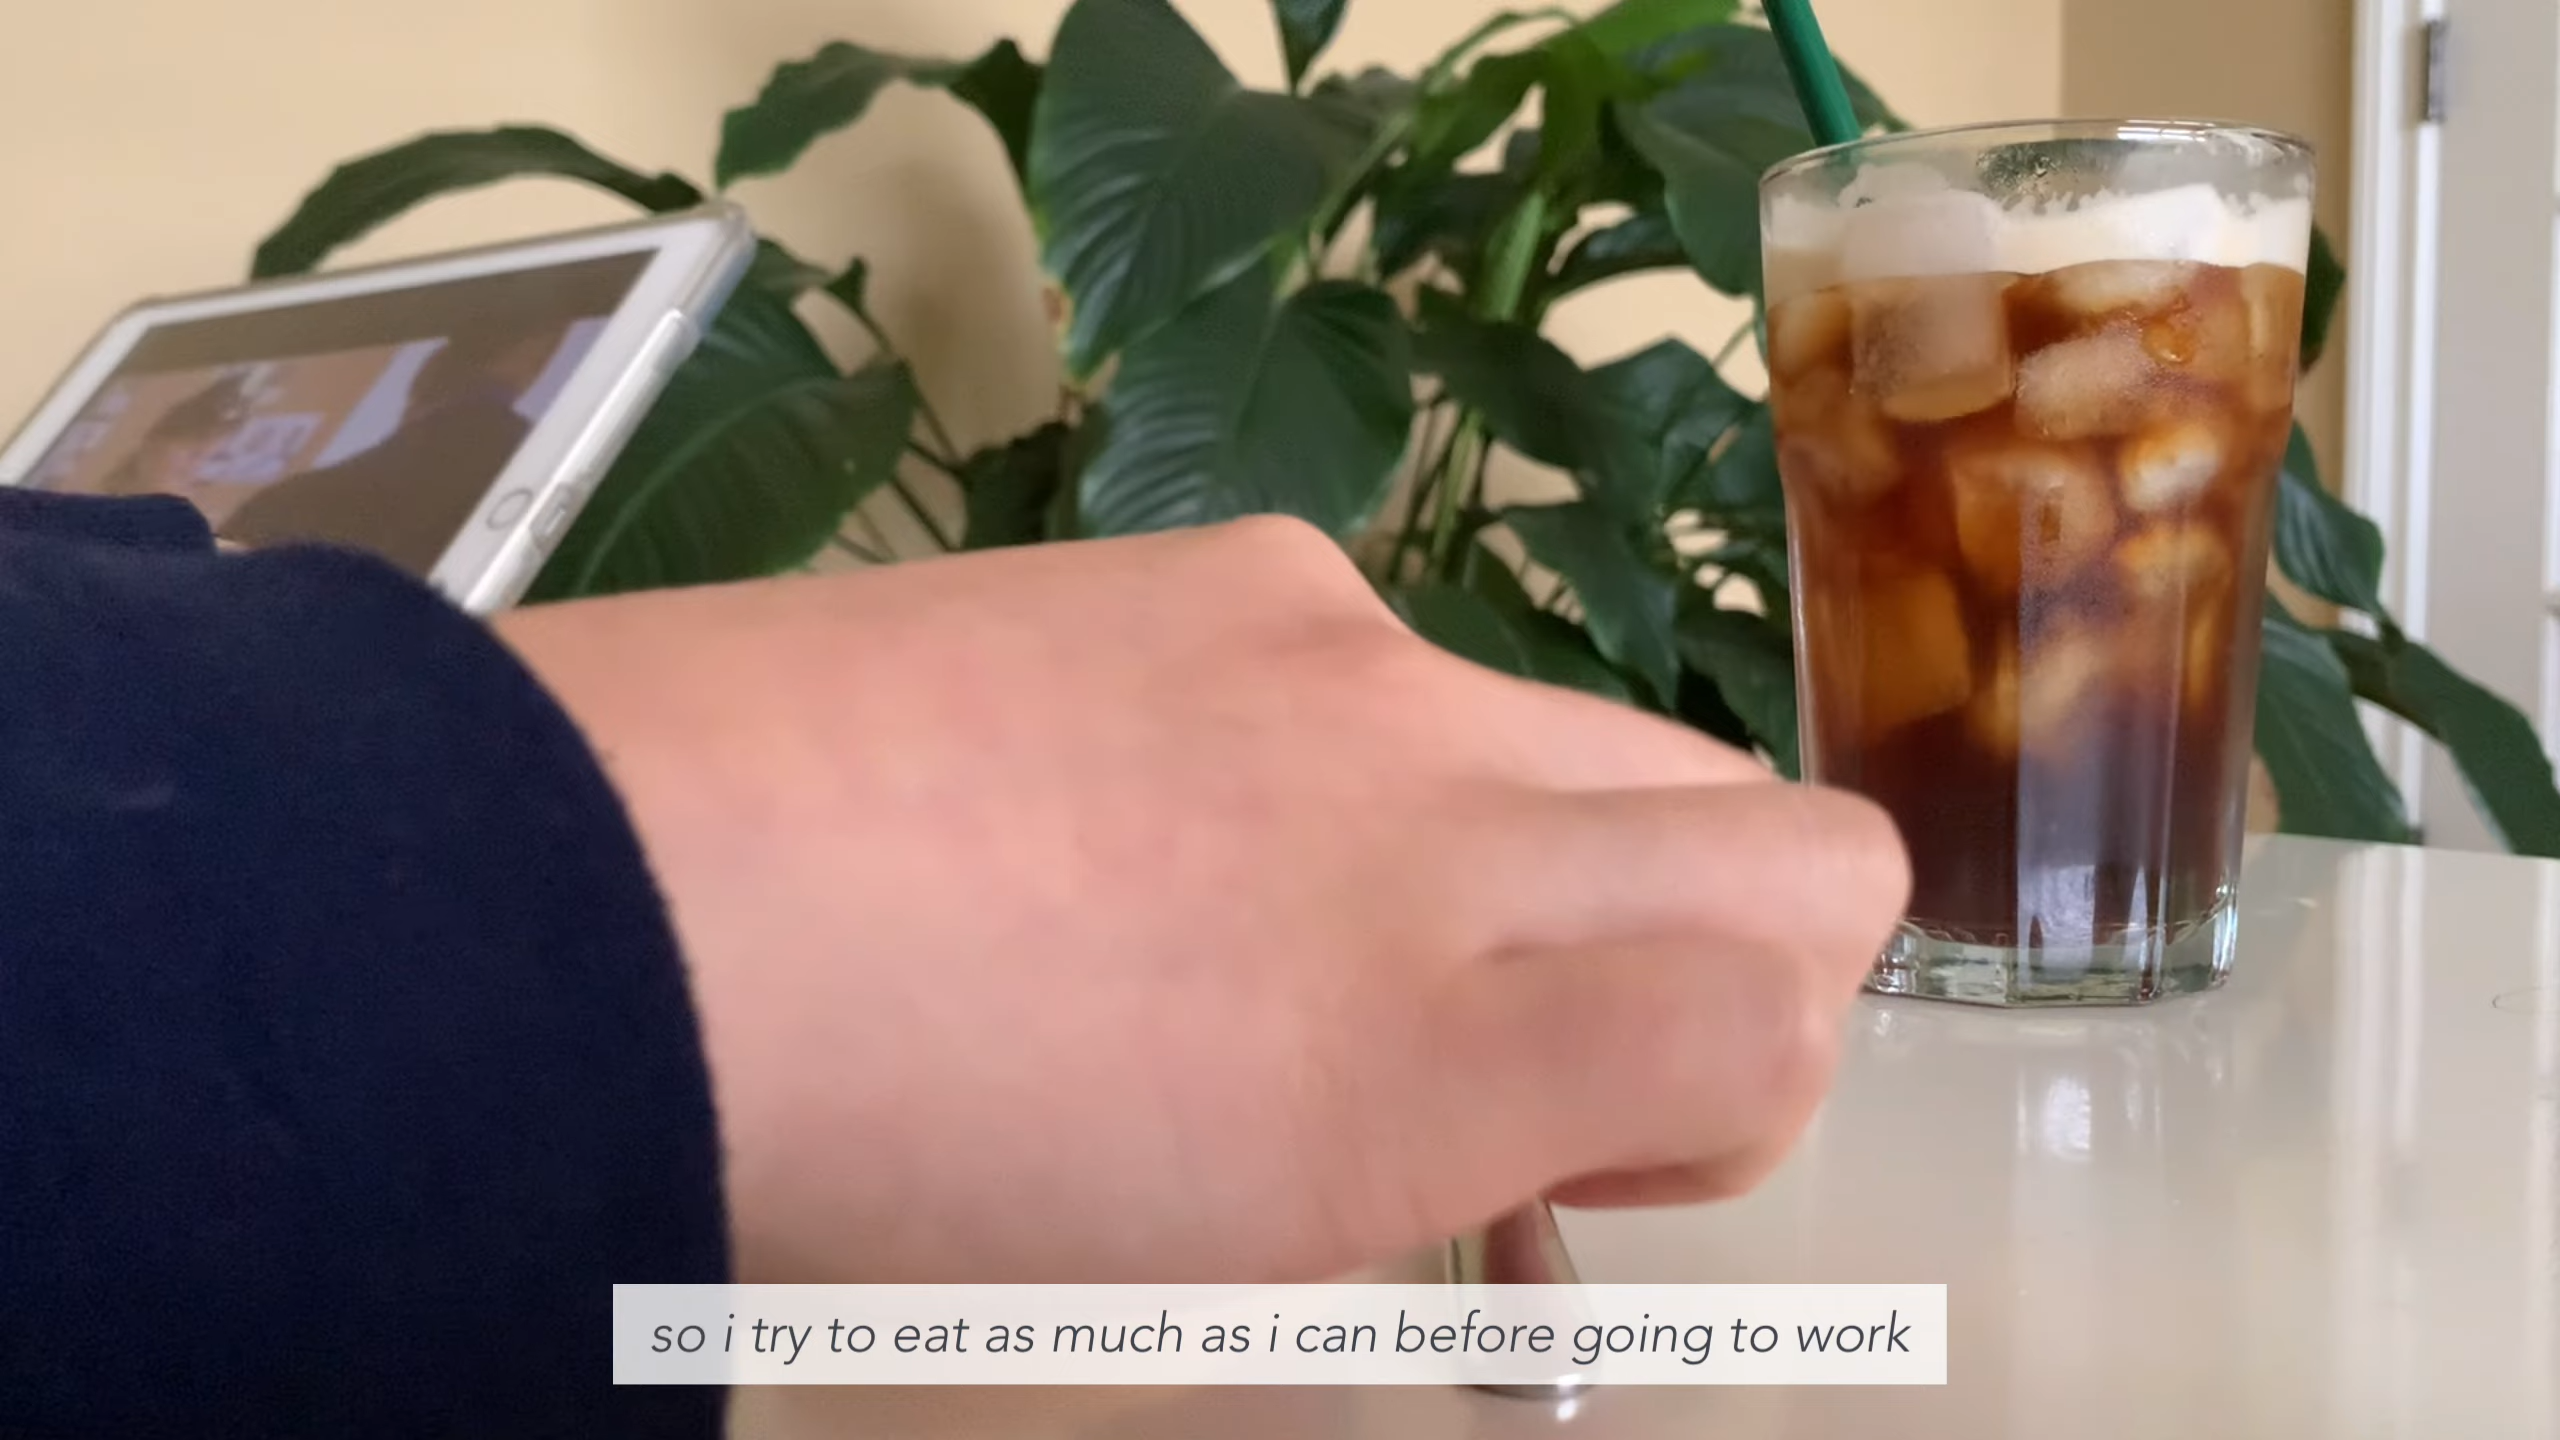 so i try to eat as much as i can before going to work